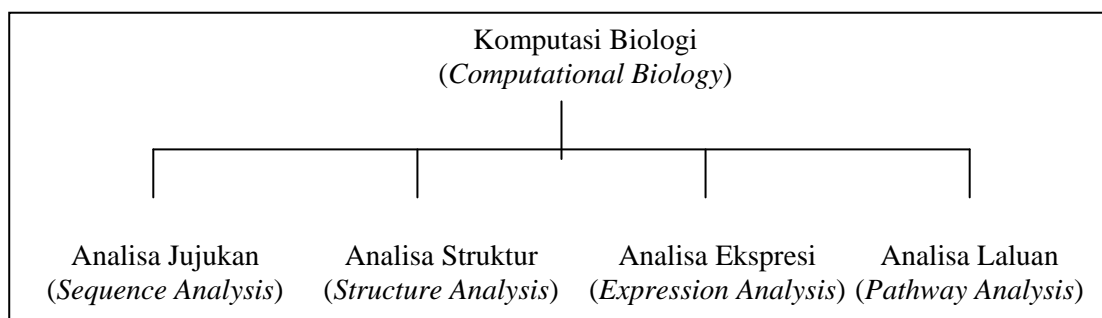 Komputasi Biologi
(Computational Biology)
Analisa Jujukan
(Sequence Analysis)
Analisa Struktur
(Structure Analysis)
Analisa Ekspresi
(Expression Analysis)
Analisa Laluan
(Pathway Analysis)